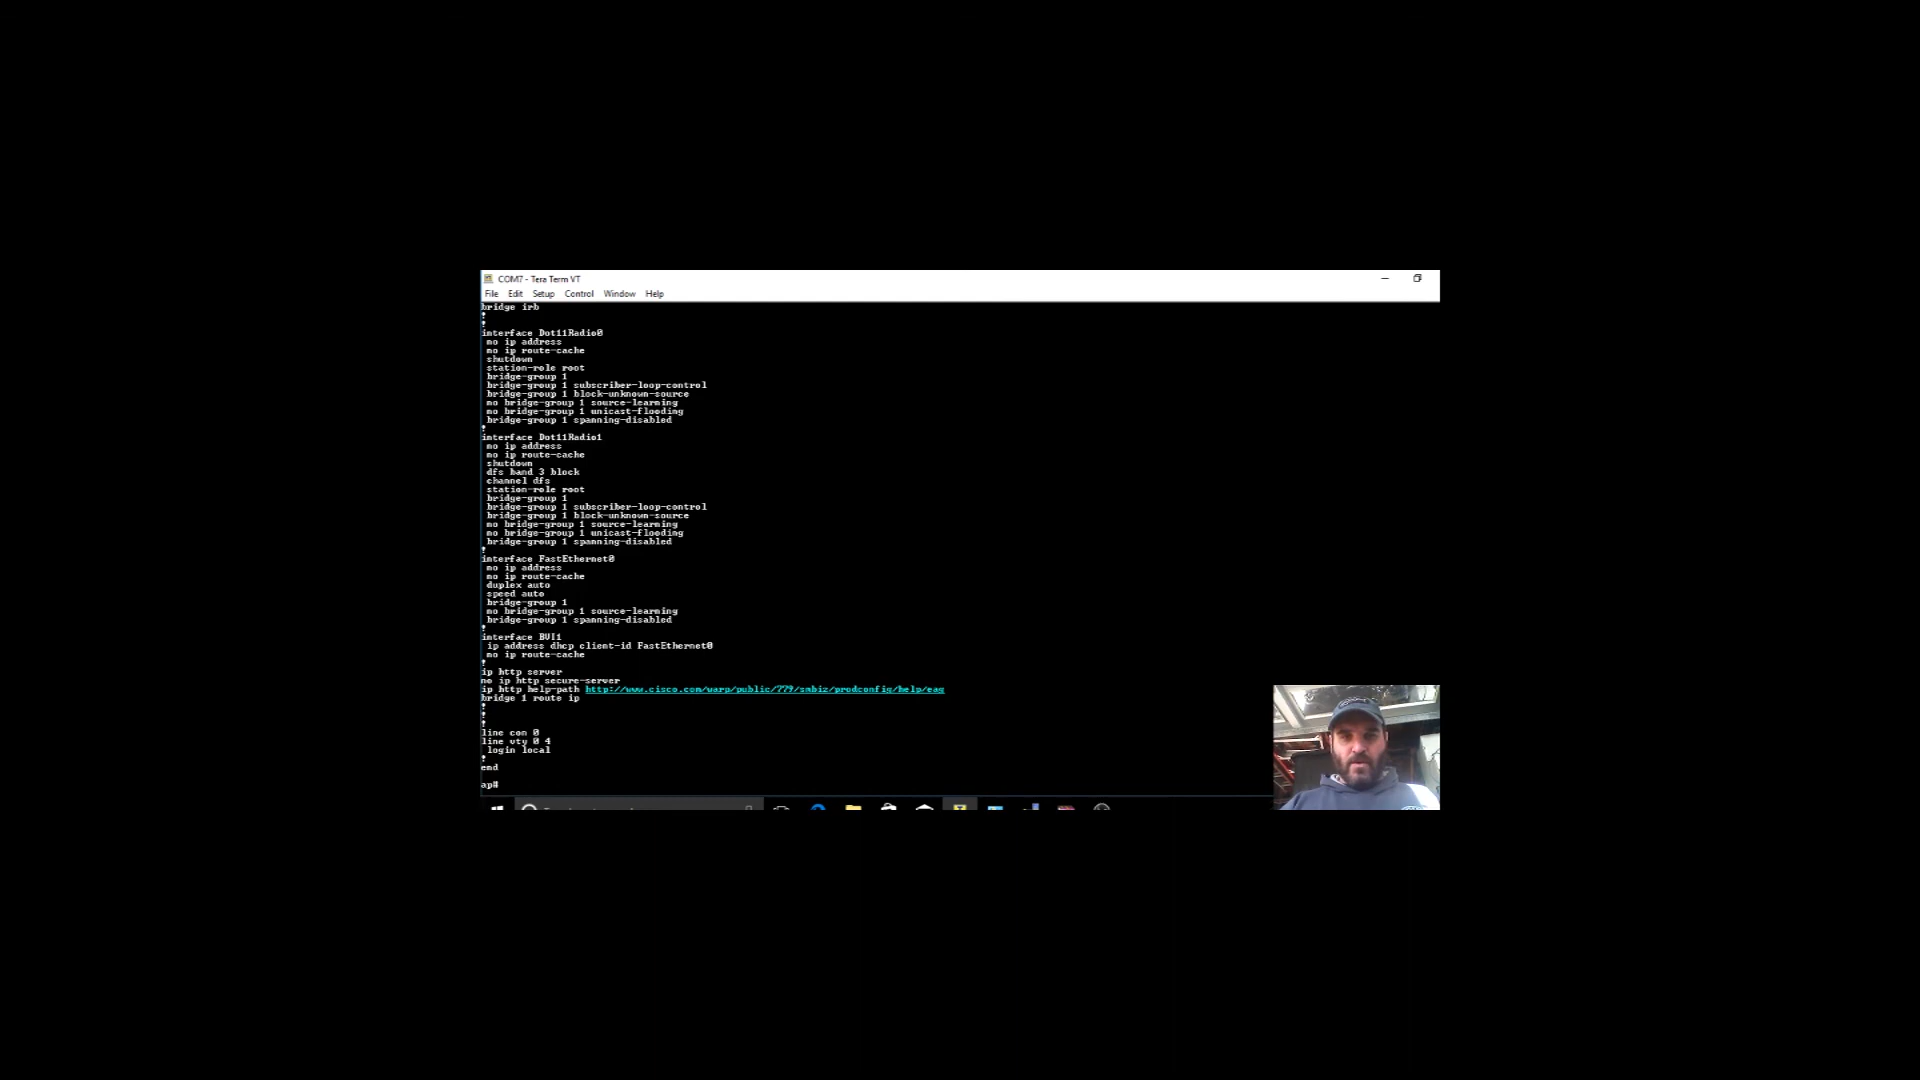 COM7 - Tera Term VT
File Edit Setup Control Window Help
bridge irb
!
!
interface Dot11Radio0
 no ip address
 no ip route-cache
 shutdown
 station-role root
 bridge-group 1
 bridge-group 1 subscriber-loop-control
 bridge-group 1 block-unknown-source
 no bridge-group 1 source-learning
 no bridge-group 1 unicast-flooding
 bridge-group 1 spanning-disabled
!
interface Dot11Radio1
 no ip address
 no ip route-cache
 shutdown
 dfs band 3 block
 channel dfs
 station-role root
 bridge-group 1
 bridge-group 1 subscriber-loop-control
 bridge-group 1 block-unknown-source
 no bridge-group 1 source-learning
 no bridge-group 1 unicast-flooding
 bridge-group 1 spanning-disabled
!
interface FastEthernet0
 no ip address
 no ip route-cache
 duplex auto
 speed auto
 bridge-group 1
 no bridge-group 1 source-learning
 bridge-group 1 spanning-disabled
!
interface BVI1
 ip address dhcp client-id FastEthernet0
 no ip route-cache
!
ip http server
no ip http secure-server
ip http help-path http://www.cisco.com/warp/public/779/smbiz/prodconfig/help/eag
bridge 1 route ip
!
!
!
line con 0
line vty 0 4
 login local
!
end
ap#